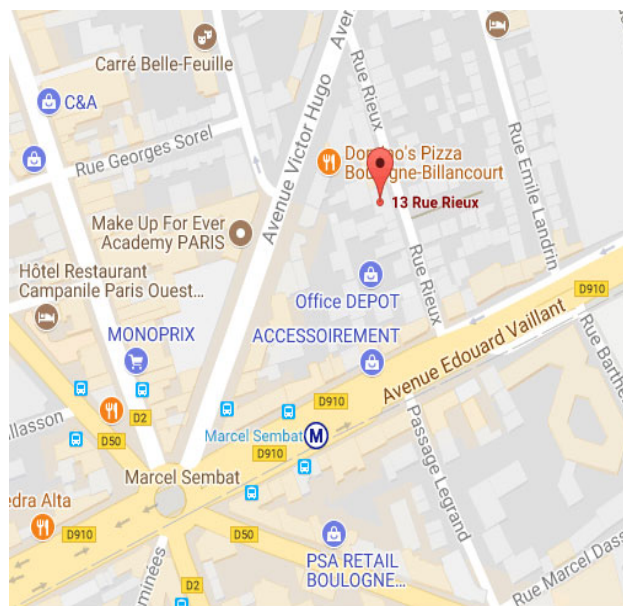 Carré Belle-Feuille
C&A
Rue Georges Sorel
Avenue Victor Hugo
Ave
Rue Rieux
Domino's Pizza
Boulogne-Billancourt
13 Rue Rieux
Rue Emile Landrin
Make Up For Ever
Academy PARIS
Hôtel Restaurant
Campanile Paris Ouest...
MONOPRIX
Office DEPOT
ACCESSOIREMENT
Rue Rieux
D910
Avenue Edouard Vaillant
Rue Barthe
llasson
D2
D50
D910
Marcel Sembat
M
D910
Marcel Sembat
Passage Legrand
edra Alta
D910
D50
D2
PSA RETAIL
BOULOGNE...
minées
Rue Marcel Dass